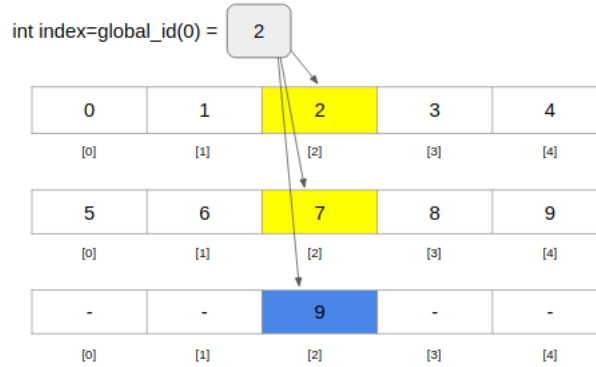 int index=global_id(0) = 2
0 1 2 3 4
[0] [1] [2] [3] [4]
5 6 7 8 9
[0] [1] [2] [3] [4]
- - 9 - -
[0] [1] [2] [3] [4]